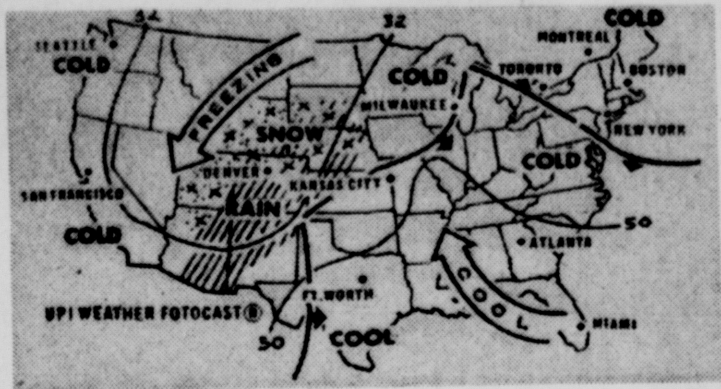 32
32
COLD
SEATTLE
COLD
MONTREAL
COLD
TORONTO
BOSTON
FREEZING
MILWAUKEE
SNOW
NEW YORK
COLD
DENVER
KANSAS CITY
SAN FRANCISCO
RAIN
COLD
50
ATLANTA
COOL
FT. WORTH
L.
UPI WEATHER FOTOCAST ®
MIAMI
50
COOL